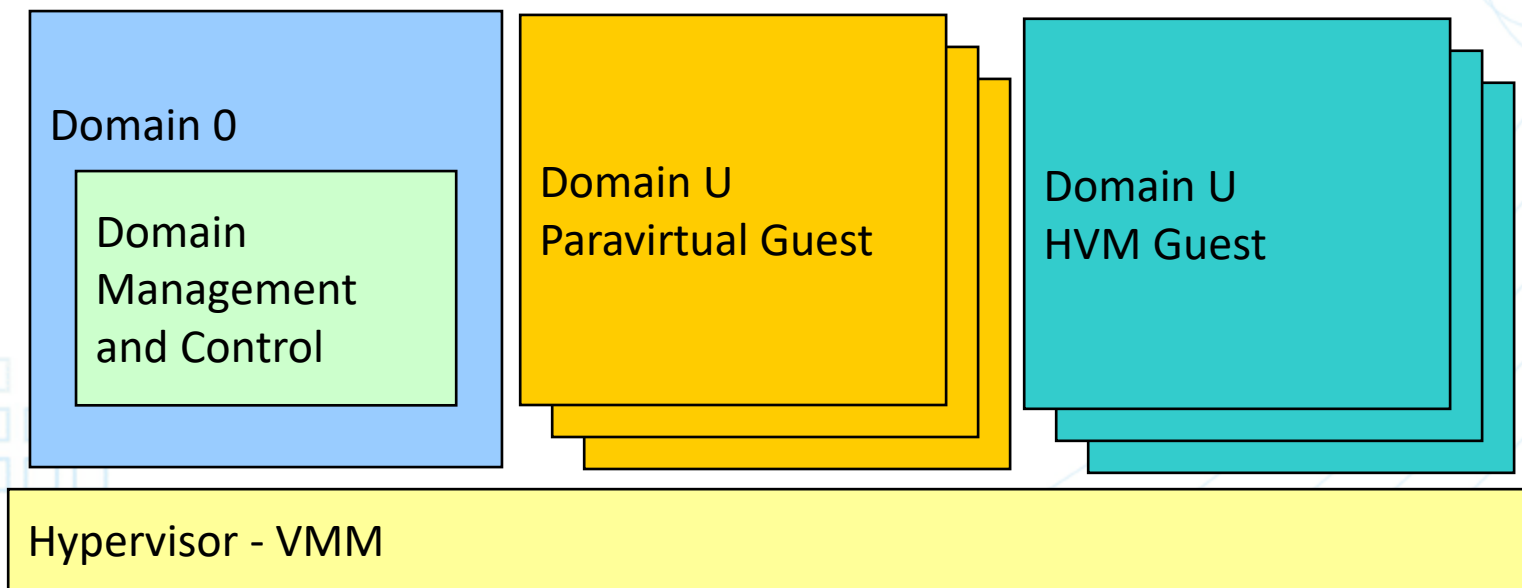 Domain 0
Domain
Management
and Control
Domain U
Paravirtual Guest
Domain U
HVM Guest
Hypervisor - VMM